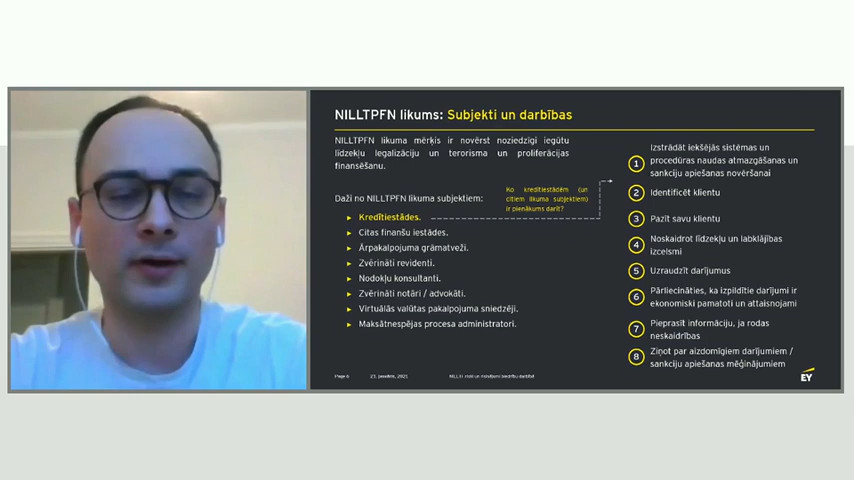 NILLTPFN likums: Subjekti un darbības
NILLTPFN likuma mērķis ir novērst noziedzīgi iegūtu
līdzekļu legalizāciju un terorisma un proliferācijas
finansēšanu.
Daži no NILLTPFN likuma subjektiem:
Ko kredītiestādēm (un
citiem likuma subjektiem)
ir pienākums darīt?
► Kredītiestādes.
► Citas finanšu iestādes.
► Ārpakalpojuma grāmatveži.
► Zvērināti revidenti.
► Nodokļu konsultanti.
► Zvērināti notāri / advokāti.
► Virtuālās valūtas pakalpojuma sniedzēji.
► Maksātnespējas procesa administratori.
Izstrādāt iekšējās sistēmas un
1 procedūras naudas atmazgāšanas un
sankciju apiešanas novēršanai
2 Identificēt klientu
3 Pazīt savu klientu
4 Noskaidrot līdzekļu un labklājības
izcelsmi
5 Uzraudzīt darījumus
6 Pārliecināties, ka izpildītie darījumi ir
ekonomiski pamatoti un attaisnojami
7 Pieprasīt informāciju, ja rodas
neskaidrības
8 Ziņot par aizdomīgiem darījumiem /
sankciju apiešanas mēģinājumiem
Page 6 21. janvāris, 2021
EY